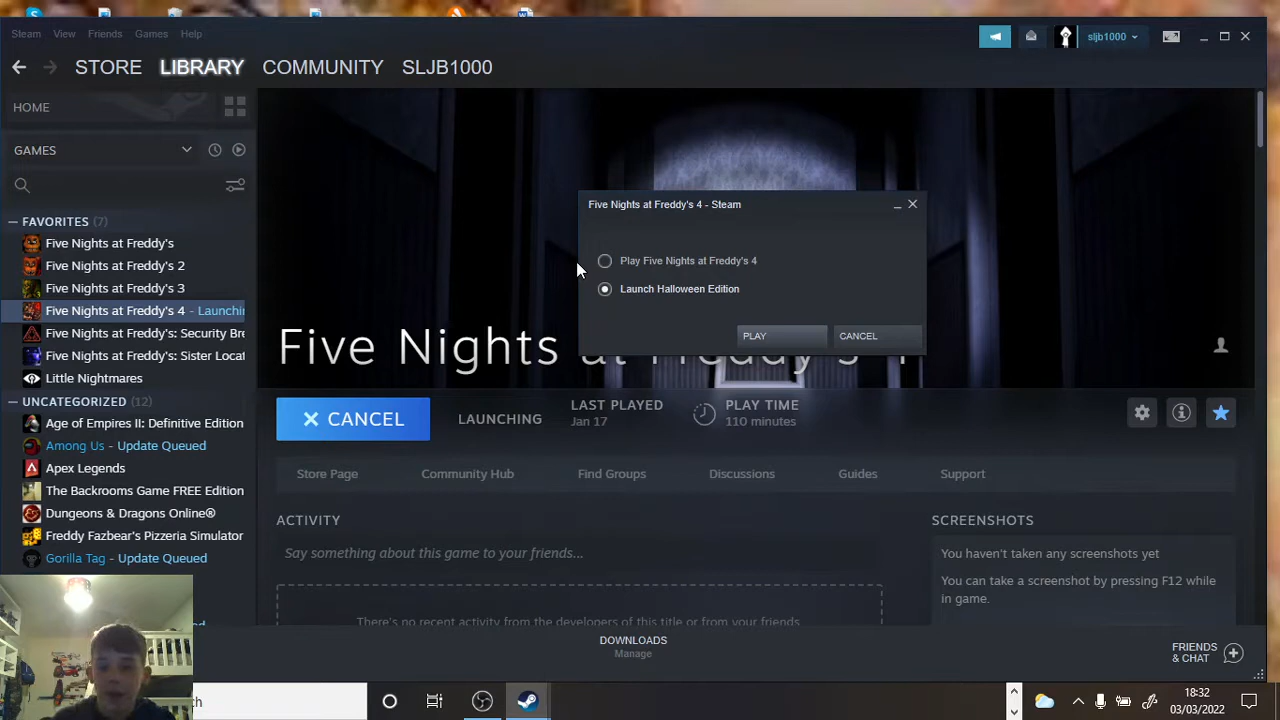 Steam View Friends Games Help
sljb1000
STORE LIBRARY COMMUNITY SLJB1000
HOME
GAMES
FAVORITES (7)
Five Nights at Freddy's
Five Nights at Freddy's 2
Five Nights at Freddy's 3
Five Nights at Freddy's 4 - Launchin
Five Nights at Freddy's: Security Bre
Five Nights at Freddy's: Sister Locat
Little Nightmares
UNCATEGORIZED (12)
Age of Empires II: Definitive Edition
Among Us - Update Queued
Apex Legends
The Backrooms Game FREE Edition
Dungeons & Dragons Online®
Freddy Fazbear's Pizzeria Simulator
Gorilla Tag - Update Queued
Five Nights at Freddy's 4 - Steam
Play Five Nights at Freddy's 4
Launch Halloween Edition
PLAY CANCEL
Five Nights at Freddy's 4
CANCEL
LAUNCHING
LAST PLAYED
Jan 17
PLAY TIME
110 minutes
Store Page Community Hub Find Groups Discussions Guides Support
ACTIVITY
Say something about this game to your friends...
There's no recent activity from the developers of this title or from your friends
SCREENSHOTS
You haven't taken any screenshots yet
You can take a screenshot by pressing F12 while
in game.
DOWNLOADS
Manage
FRIENDS
& CHAT
ch
18:32
03/03/2022